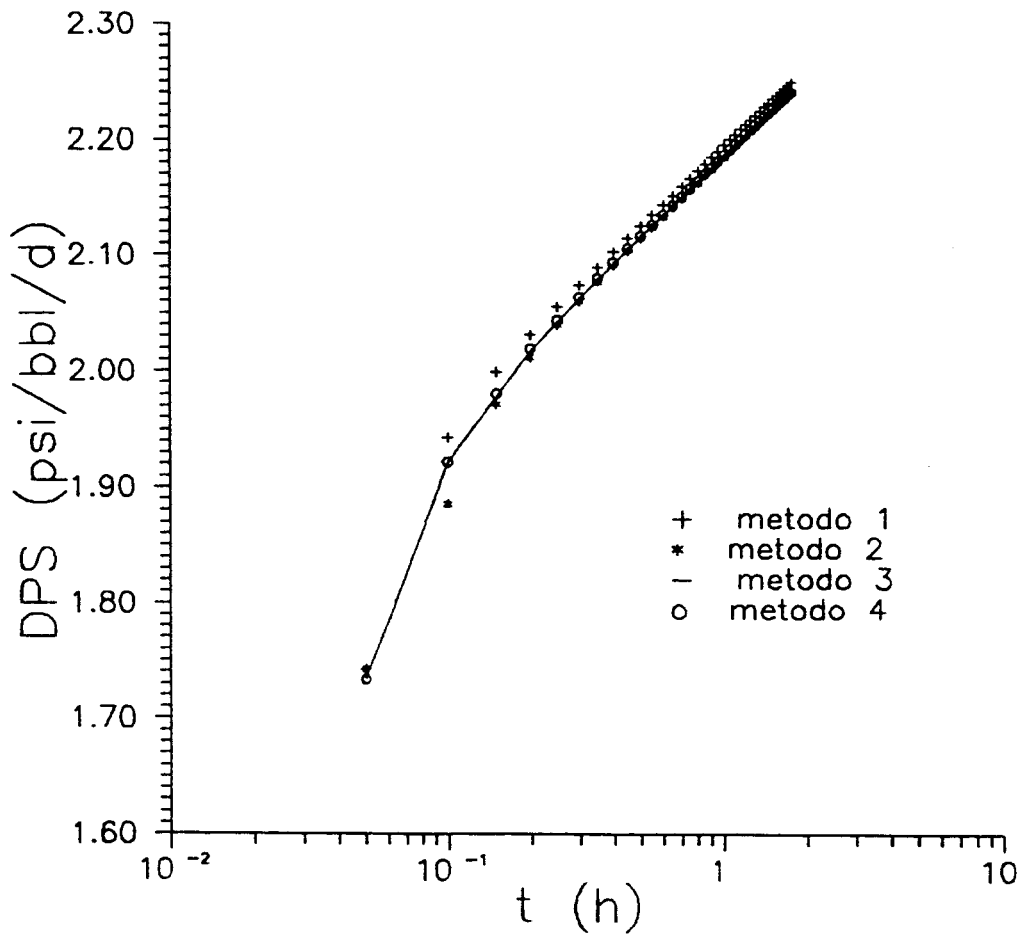 2.30
2.20
2.10
2.00
1.90
1.80
1.70
1.60
DPS (psi/bbl/d)
+ metodo 1
* metodo 2
— metodo 3
o metodo 4
10⁻² 10⁻¹ 1 10
t (h)